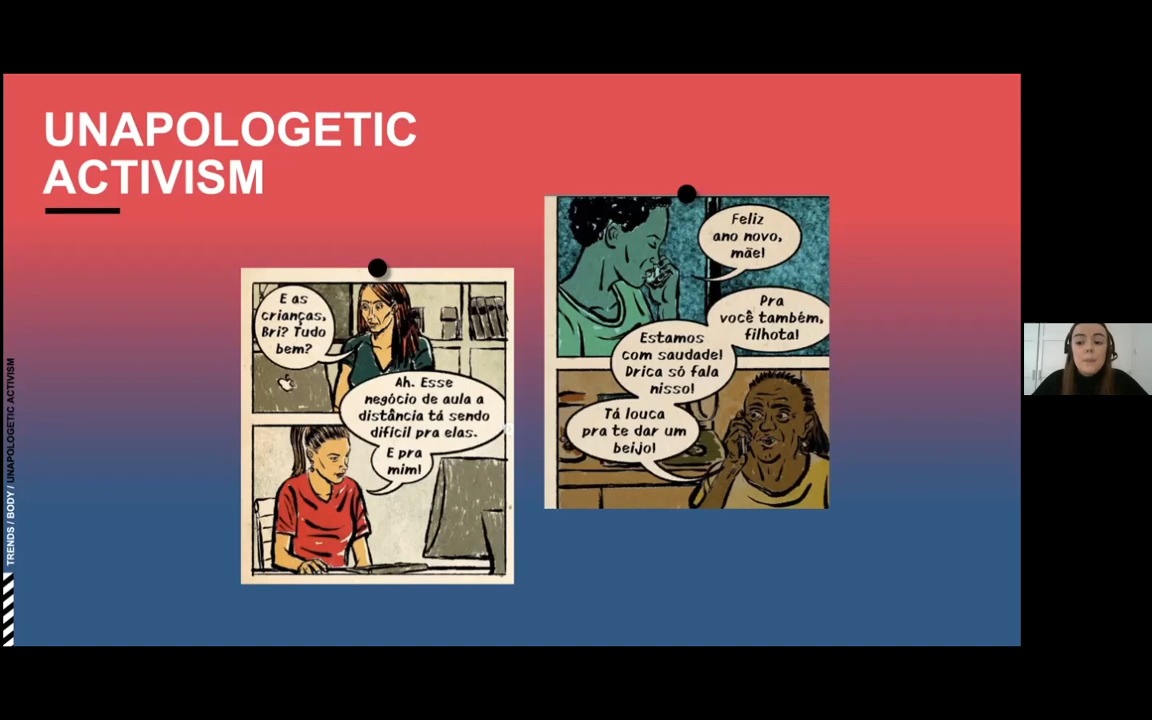 UNAPOLOGETIC
ACTIVISM
E as
crianças,
Bri? Tudo
bem?
Ah. Esse
negócio de aula a
distância tá sendo
difícil pra elas.
E pra
mim!
Feliz
ano novo,
mãe!
Pra
você também,
filhota!
Estamos
com saudade!
Drica só fala
nisso!
Tá louca
pra te dar um
beijo!
TRENDS / BODY / UNAPOLOGETIC ACTIVISM